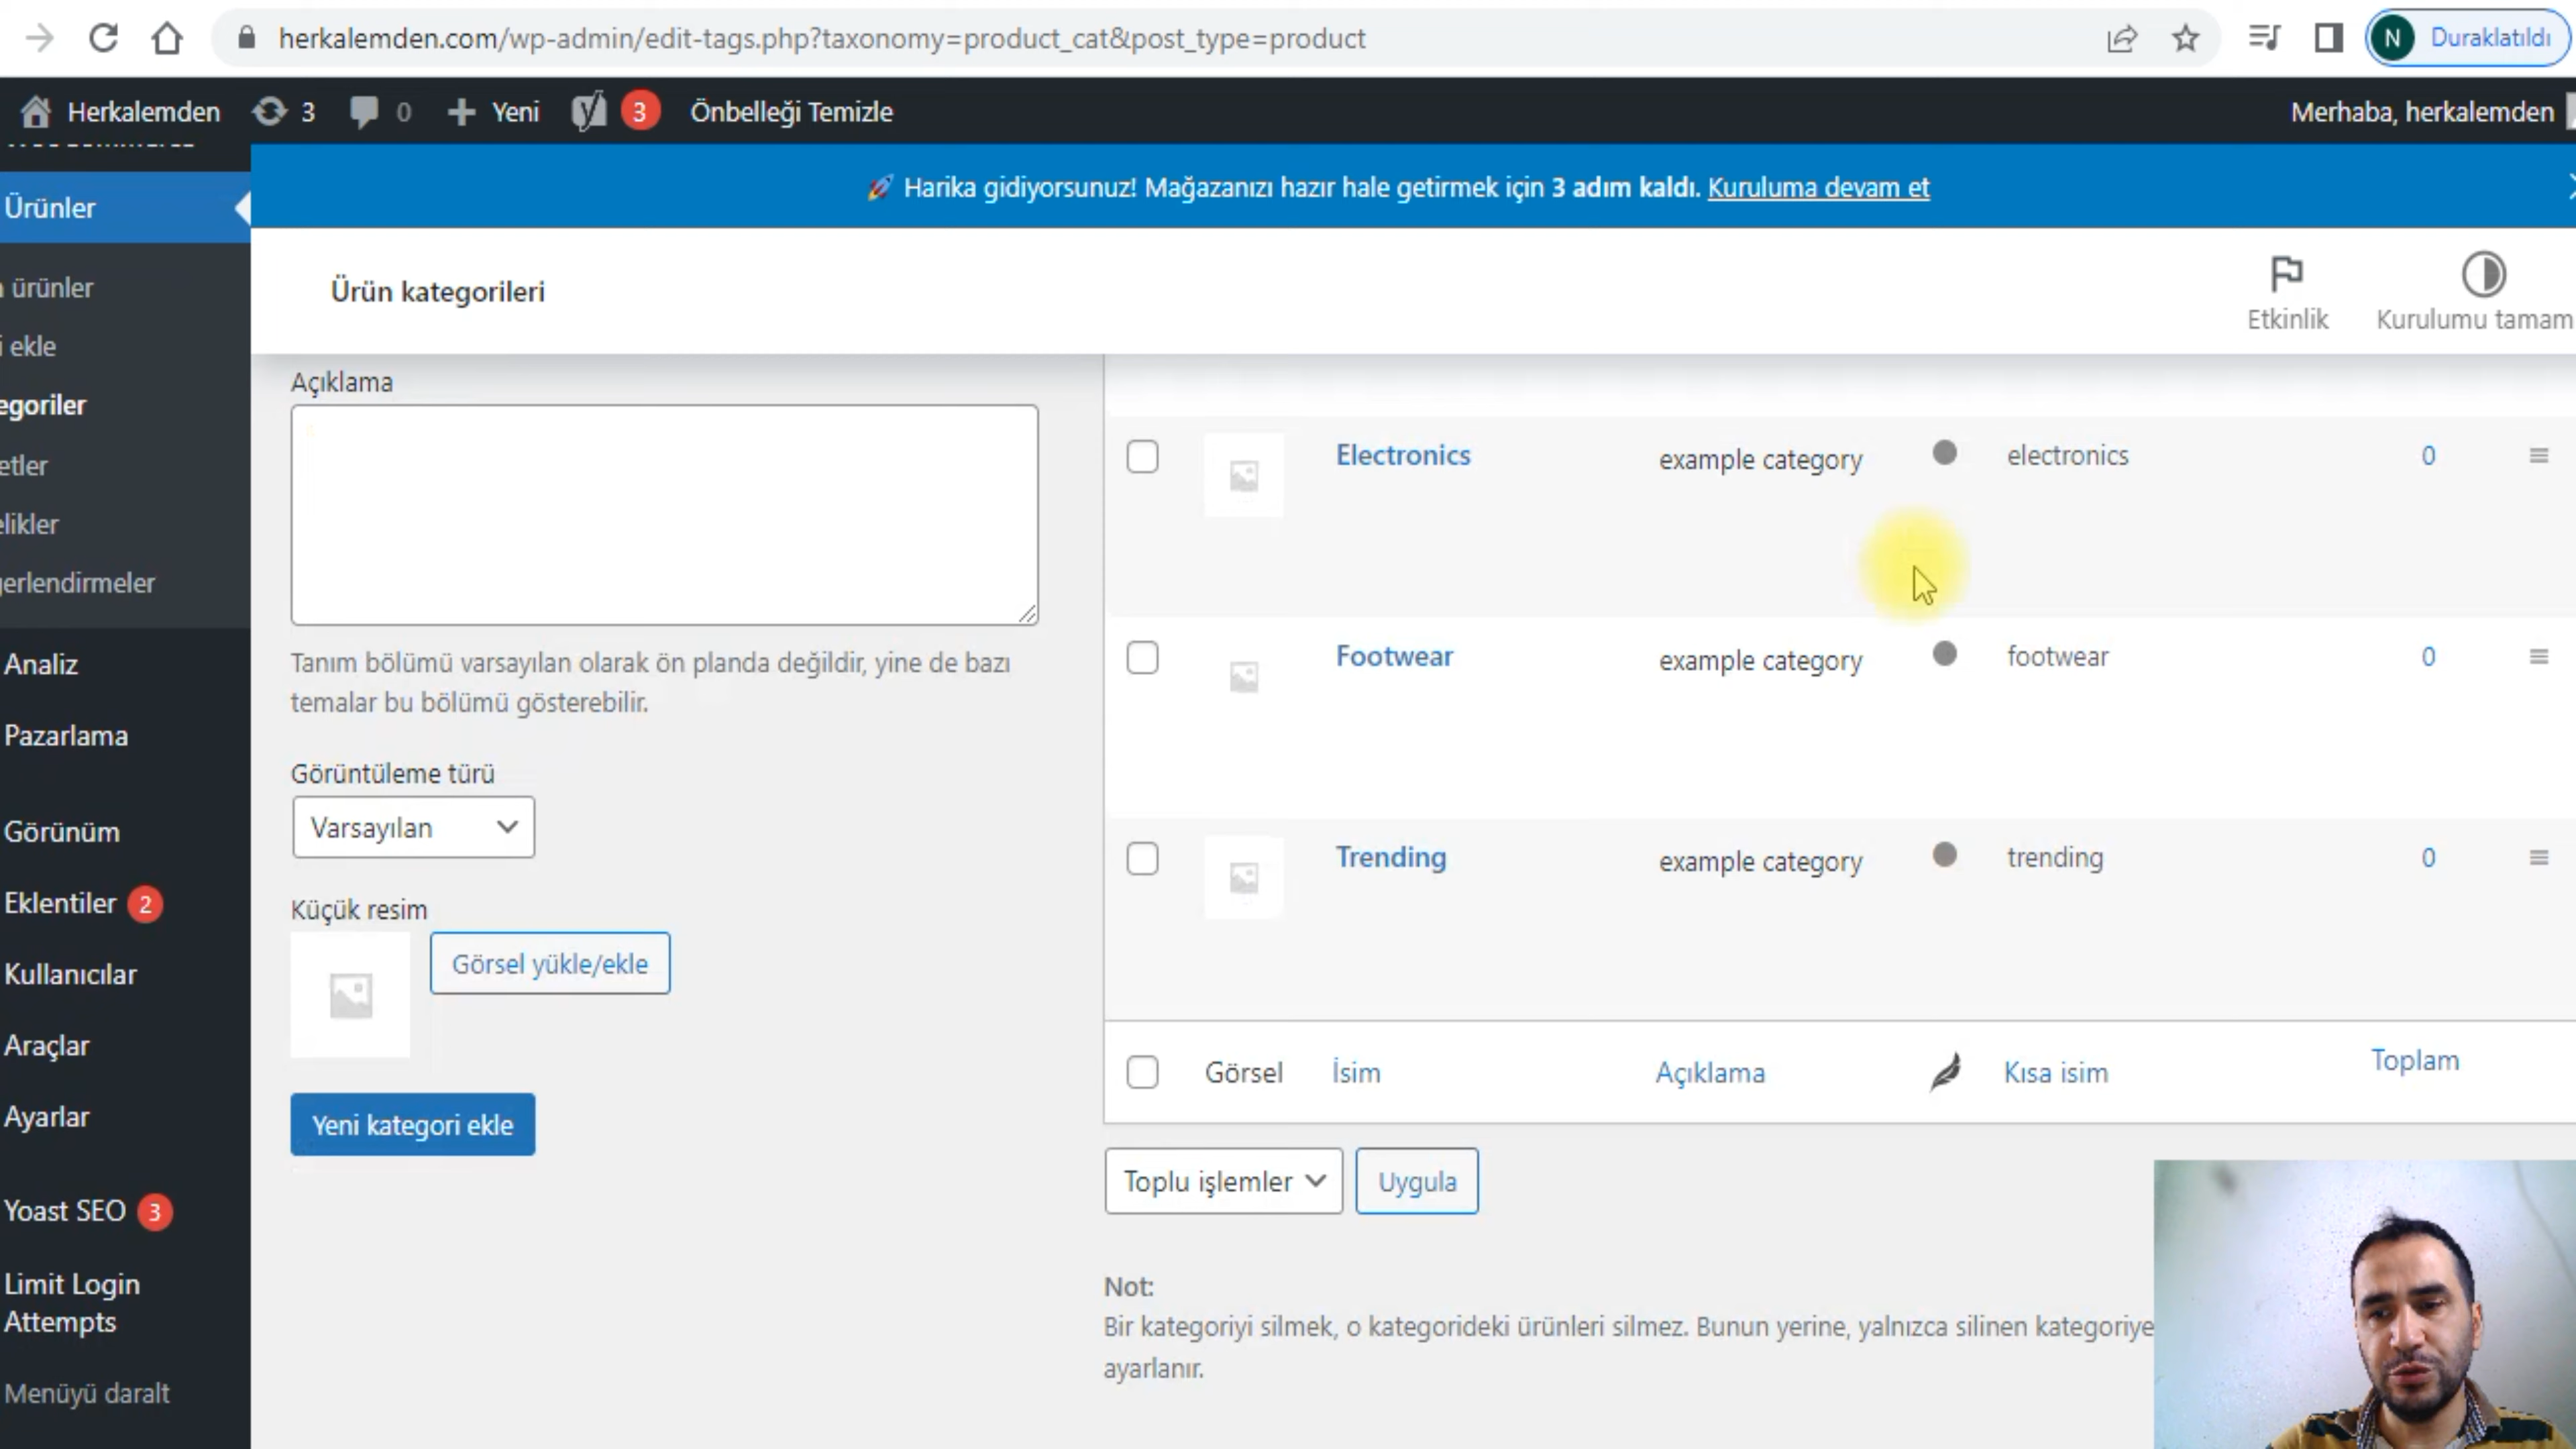 herkalemden.com/wp-admin/edit-tags.php?taxonomy=product_cat&post_type=product
N Duraklatıldı
Herkalemden 3 0 Yeni 3 Önbelleği Temizle
Merhaba, herkalemden
Harika gidiyorsunuz! Mağazanızı hazır hale getirmek için 3 adım kaldı. Kuruluma devam et
Ürünler
ürünler
ekle
egoriler
etler
elikler
gerlendirmeler
Analiz
Pazarlama
Görünüm
Eklentiler 2
Kullanıcılar
Araçlar
Ayarlar
Yoast SEO 3
Limit Login
Attempts
Menüyü daralt
Ürün kategorileri
Etkinlik
Kurulumu tamam
Açıklama
Tanım bölümü varsayılan olarak ön planda değildir, yine de bazı
temalar bu bölümü gösterebilir.
Görüntüleme türü
Varsayılan
Küçük resim
Görsel yükle/ekle
Yeni kategori ekle
Electronics example category electronics 0
Footwear example category footwear 0
Trending example category trending 0
Görsel İsim Açıklama Kısa isim Toplam
Toplu işlemler Uygula
Not:
Bir kategoriyi silmek, o kategorideki ürünleri silmez. Bunun yerine, yalnızca silinen kategoriye
ayarlanır.